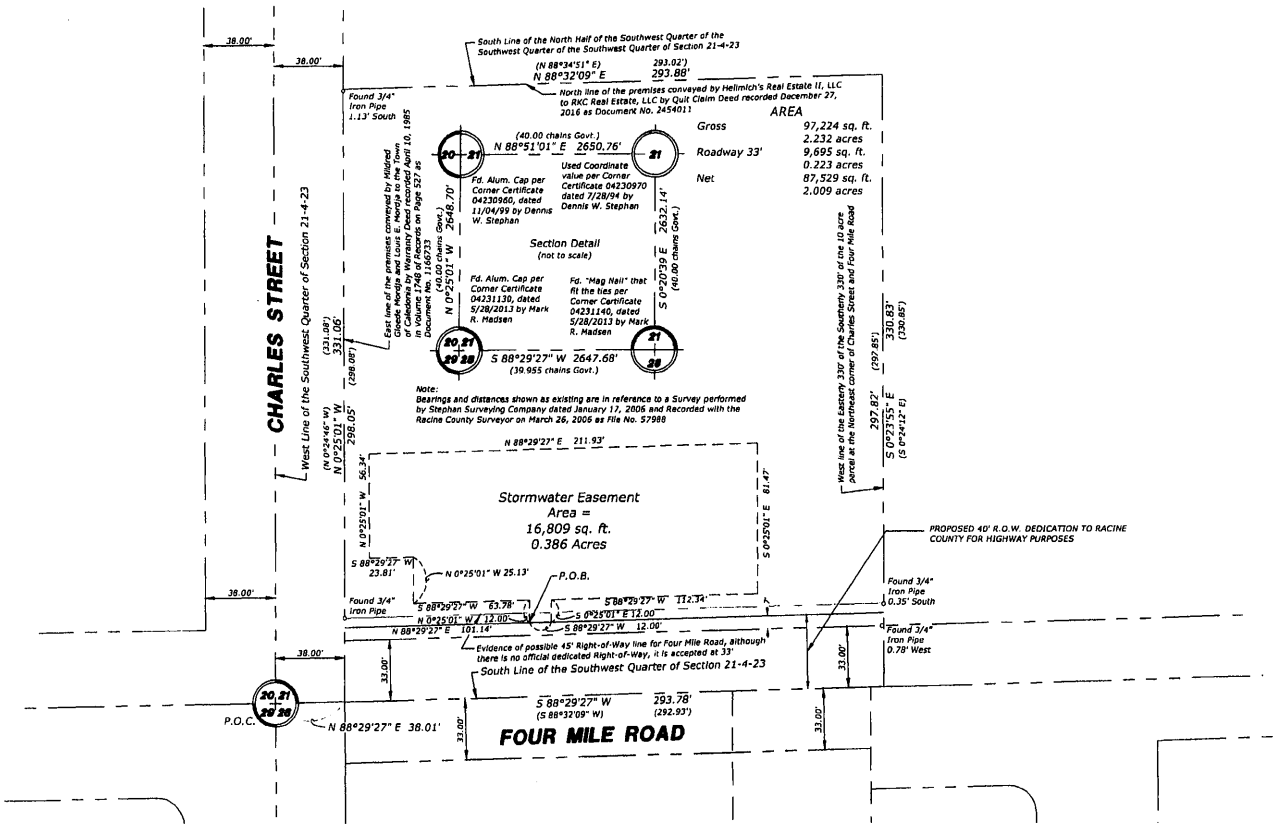 38.00'
38.00'
South Line of the North Half of the Southwest Quarter of the
Southwest Quarter of the Southwest Quarter of Section 21-4-23
(N 88°34'51" E) 293.02')
N 88°32'09" E 293.88'
North line of the premises conveyed by Hellmich's Real Estate II, LLC
to RKC Real Estate, LLC by Quit Claim Deed recorded December 27,
2016 as Document No. 2454011
Found 3/4"
Iron Pipe
1.13' South
AREA
Gross 97,224 sq. ft.
2.232 acres
Roadway 33' 9,695 sq. ft.
0.223 acres
Net 87,529 sq. ft.
2.009 acres
(40.00 chains Govt.)
N 88°51'01" E 2650.76'
20 21
21
Fd. Alum. Cap per
Corner Certificate
04230960, dated
11/04/99 by Dennis
W. Stephan
Used Coordinate
value per Corner
Certificate 04230970
dated 7/28/94 by
Dennis W. Stephan
N 0°25'01" W 2648.70'
(40.00 chains Govt.)
S 0°20'39 E 2632.14'
(40.00 chains Govt.)
Section Detail
(not to scale)
Fd. Alum. Cap per
Corner Certificate
04231130, dated
5/28/2013 by Mark
R. Madsen
Fd. "Mag Nail" that
fit the ties per
Corner Certificate
04231140, dated
5/28/2013 by Mark
R. Madsen
20 21
29 28
21
28
S 88°29'27" W 2647.68'
(39.955 chains Govt.)
East line of the premises conveyed by Mildred
Gloede Mordja and Louis E. Mordja to the Town
of Caledonia by Warranty Deed recorded April 10, 1985
in Volume 1748 of Records on Page 527 as
Document No. 1166733
CHARLES STREET
West Line of the Southwest Quarter of Section 21-4-23
(331.08')
331.06'
(298.08')
(N 0°24'46" W)
N 0°25'01" W
298.05'
West line of the Easterly 330' of the Southerly 330' of the 10 acre
parcel at the Northeast corner of Charles Street and Four Mile Road
330.83'
(330.85')
(297.85')
297.82'
S 0°23'55" E
(S 0°24'12" E)
Note:
Bearings and distances shown as existing are in reference to a Survey performed
by Stephan Surveying Company dated January 17, 2006 and Recorded with the
Racine County Surveyor on March 26, 2006 as File No. 57988
N 88°29'27" E 211.93'
N 0°25'01" W 56.34'
Stormwater Easement
Area =
16,809 sq. ft.
0.386 Acres
S 0°25'01" E 81.47'
S 88°29'27" W
23.81'
N 0°25'01" W 25.13'
P.O.B.
PROPOSED 40' R.O.W. DEDICATION TO RACINE
COUNTY FOR HIGHWAY PURPOSES
38.00'
Found 3/4"
Iron Pipe
S 88°29'27" W 63.78'
S 88°29'27" W 112.34'
Found 3/4"
Iron Pipe
0.35' South
N 0°25'01" W 12.00'
S 0°25'01" E 12.00
N 88°29'27" E 101.14'
S 88°29'27" W 12.00'
Found 3/4"
Iron Pipe
0.78' West
Evidence of possible 45' Right-of-Way line for Four Mile Road, although
there is no official dedicated Right-of-Way, it is accepted at 33'
South Line of the Southwest Quarter of Section 21-4-23
38.00'
33.00'
33.00'
20 21
29 28
P.O.C.
N 88°29'27" E 38.01'
S 88°29'27" W 293.78'
(S 88°32'09" W) (292.93')
33.00'
33.00'
FOUR MILE ROAD